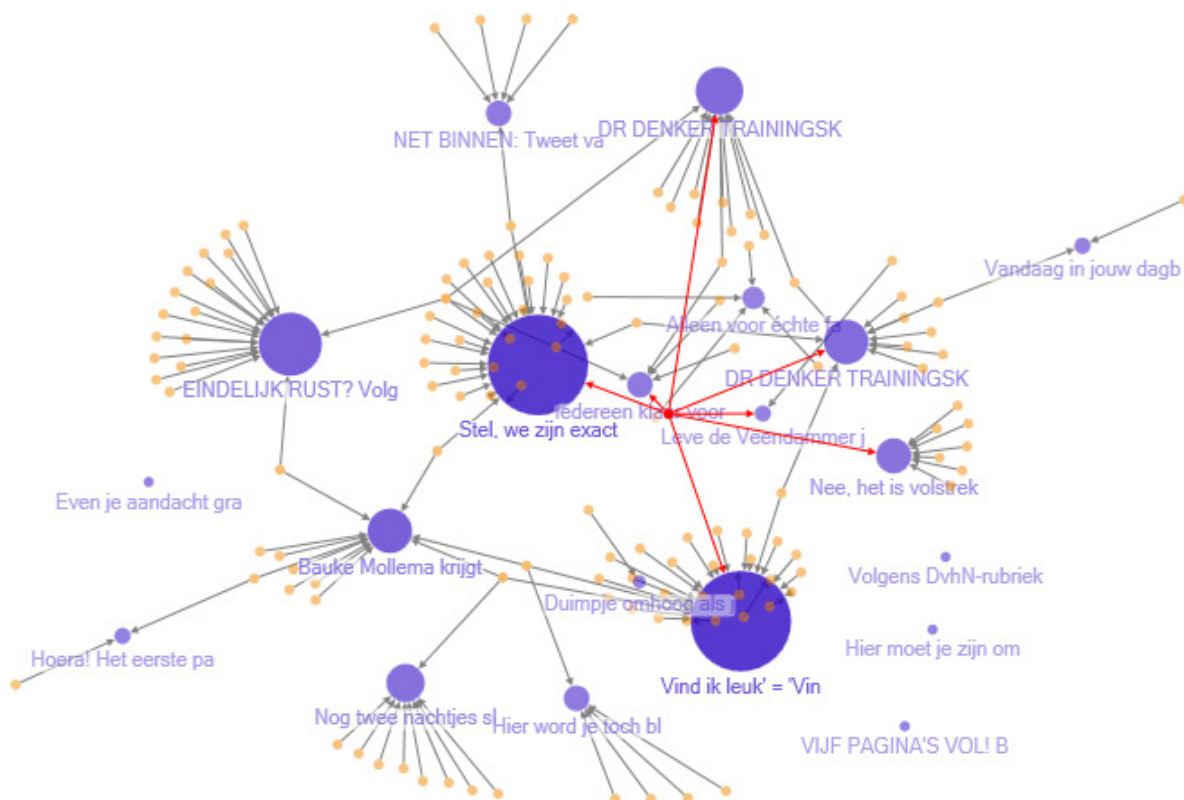 NET BINNEN: Tweet va
DR DENKER TRAININGSK
Vandaag in jouw dagb
Alleen voor échte fa
EINDELIJK RUST? Volg
DR DENKER TRAININGSK
Iedereen klaar voor
Stel, we zijn exact
Leve de Veendammer j
Nee, het is volstrek
Even je aandacht gra
Bauke Mollema krijgt
Volgens DvhN-rubriek
Duimpje omhoog als j
Hier moet je zijn om
Hoera! Het eerste pa
Vind ik leuk' = 'Vin
Nog twee nachtjes sl
Hier word je toch bl
VIJF PAGINA'S VOL! B